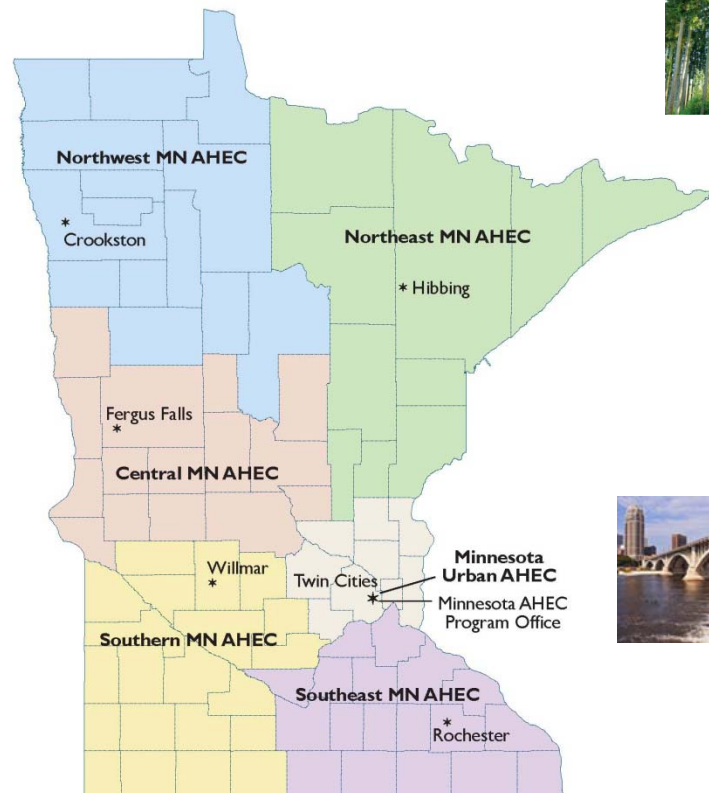 Northwest MN AHEC
Crookston
Northeast MN AHEC
Hibbing
Fergus Falls
Central MN AHEC
Willmar
Twin Cities
Minnesota
Urban AHEC
Minnesota AHEC
Program Office
Southern MN AHEC
Southeast MN AHEC
Rochester